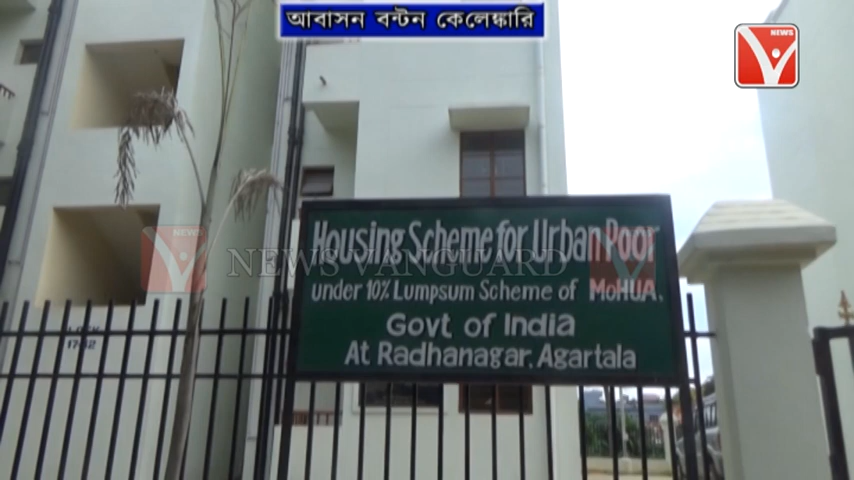 আবাসন বন্টন কেলেঙ্কারি
NEWS
V
Housing Scheme for Urban Poor
NEWS VANGUARD
under 10% Lumpsum Scheme of MoHUA.
Govt of India
At Radhanagar, Agartala